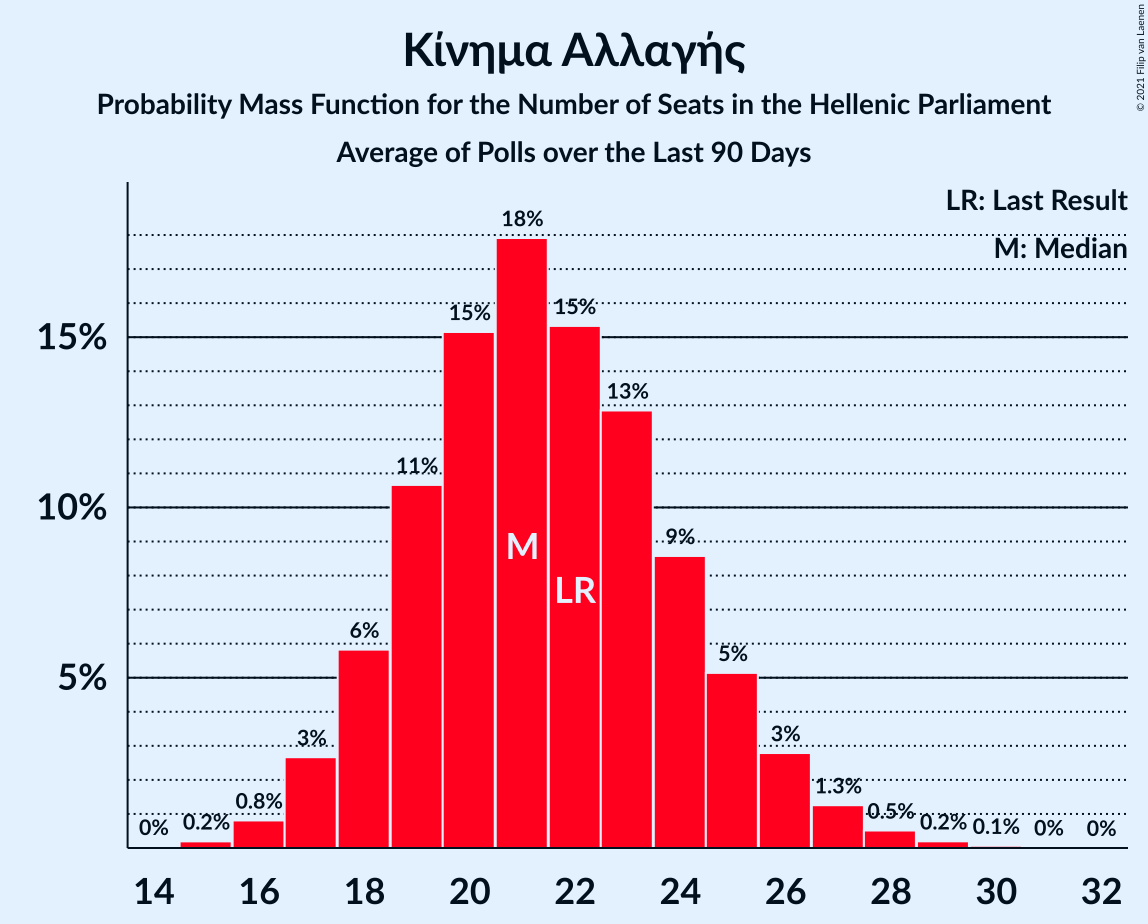 Κίνημα Αλλαγής
Probability Mass Function for the Number of Seats in the Hellenic Parliament
Average of Polls over the Last 90 Days
© 2021 Filip van Laenen
LR: Last Result
M: Median
18%
15%
15%
15%
13%
11%
10%
9%
M
LR
6%
5%
5%
3%
3%
1.3%
0.8%
0.5%
0%
0.2%
0.2%
0.1%
0%
0%
14 16 18 20 22 24 26 28 30 32